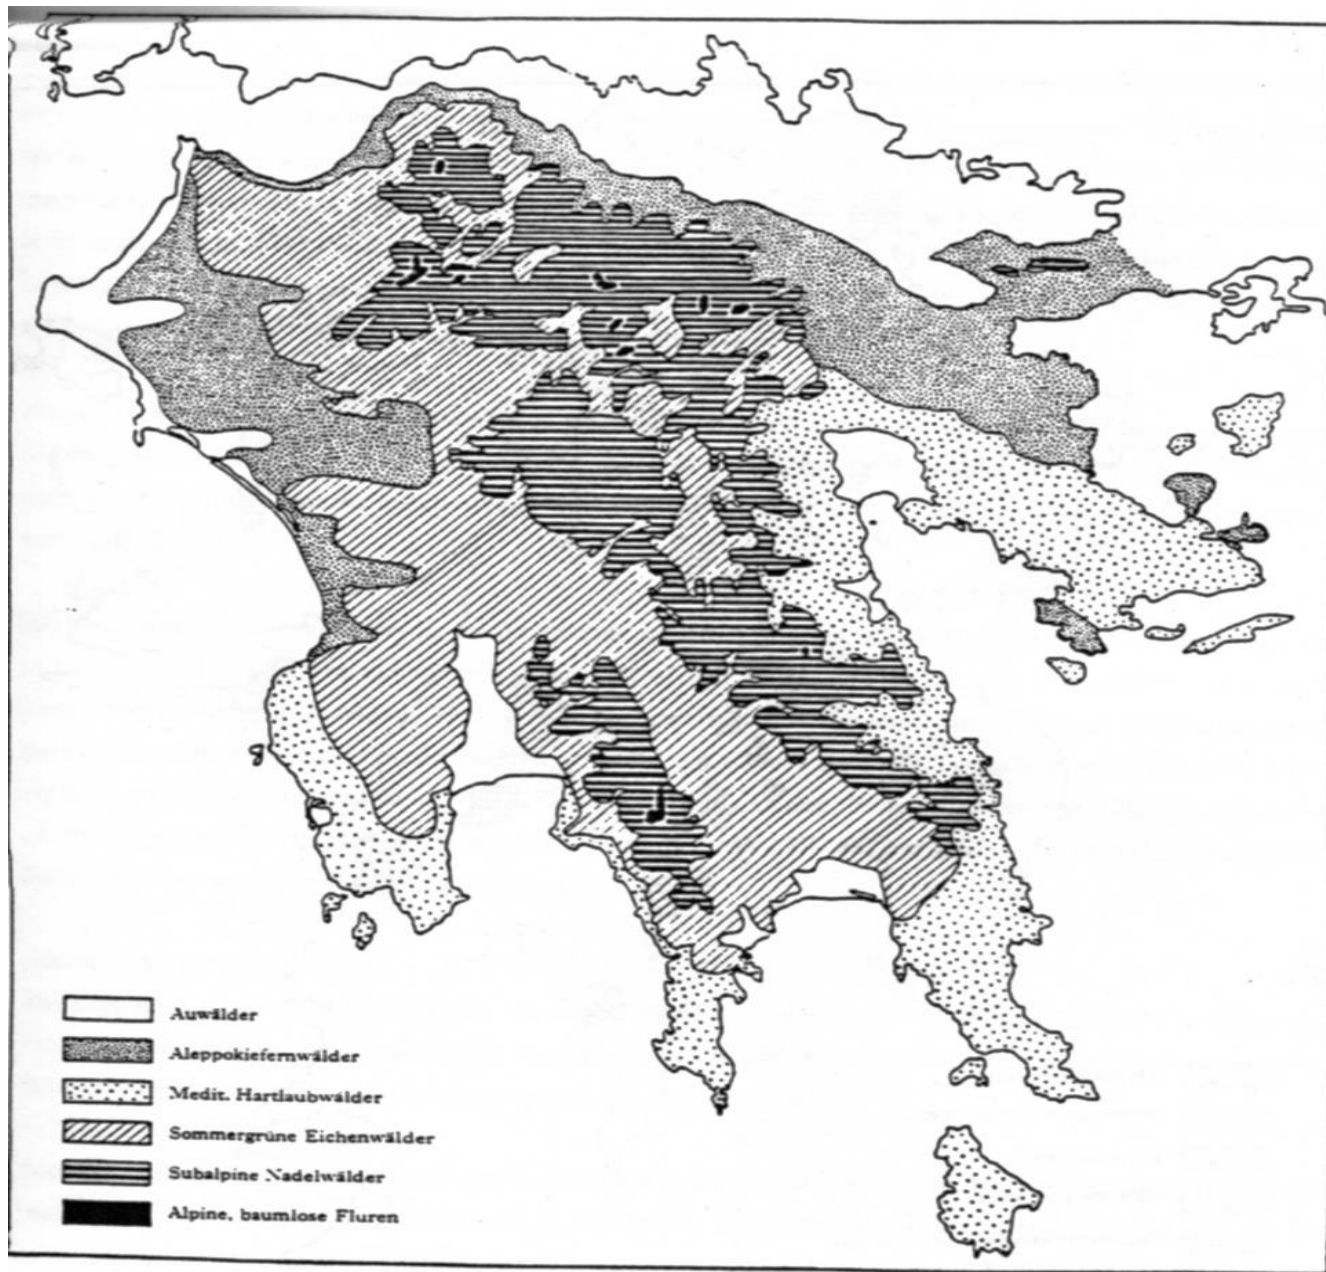 Auwälder
Aleppokiefernwälder
Medit. Hartlaubwälder
Sommergrüne Eichenwälder
Subalpine Nadelwälder
Alpine, baumlose Fluren